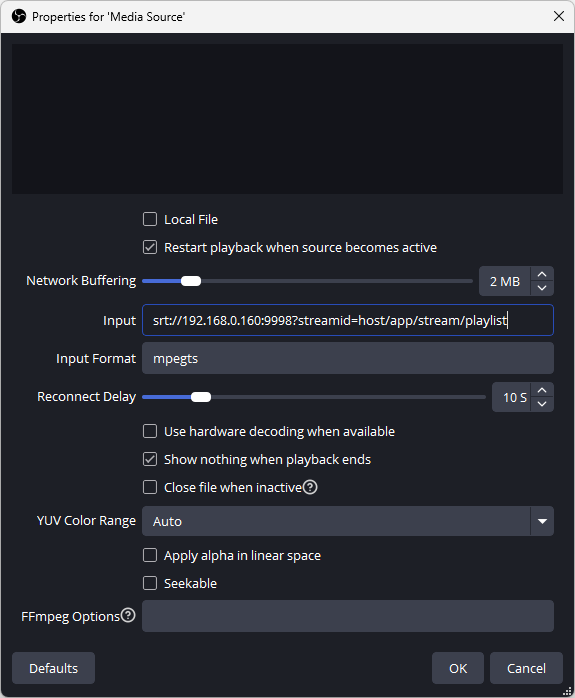 Properties for 'Media Source'
Local File
Restart playback when source becomes active
Network Buffering 2 MB
Input srt://192.168.0.160:9998?streamid=host/app/stream/playlist
Input Format mpegts
Reconnect Delay 10 S
Use hardware decoding when available
Show nothing when playback ends
Close file when inactive ?
YUV Color Range Auto
Apply alpha in linear space
Seekable
FFmpeg Options ?
Defaults OK Cancel